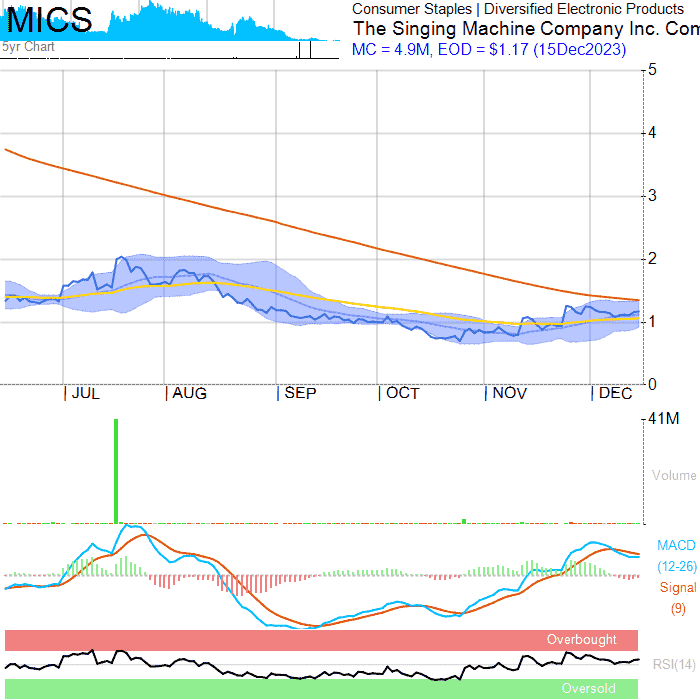 MICS
5yr Chart
Consumer Staples | Diversified Electronic Products
The Singing Machine Company Inc. Com
MC = 4.9M, EOD = $1.17 (15Dec2023)
5
4
3
2
1
0
JUL AUG SEP OCT NOV DEC
41M
Volume
MACD
(12-26)
Signal
(9)
Overbought
RSI(14)
Oversold